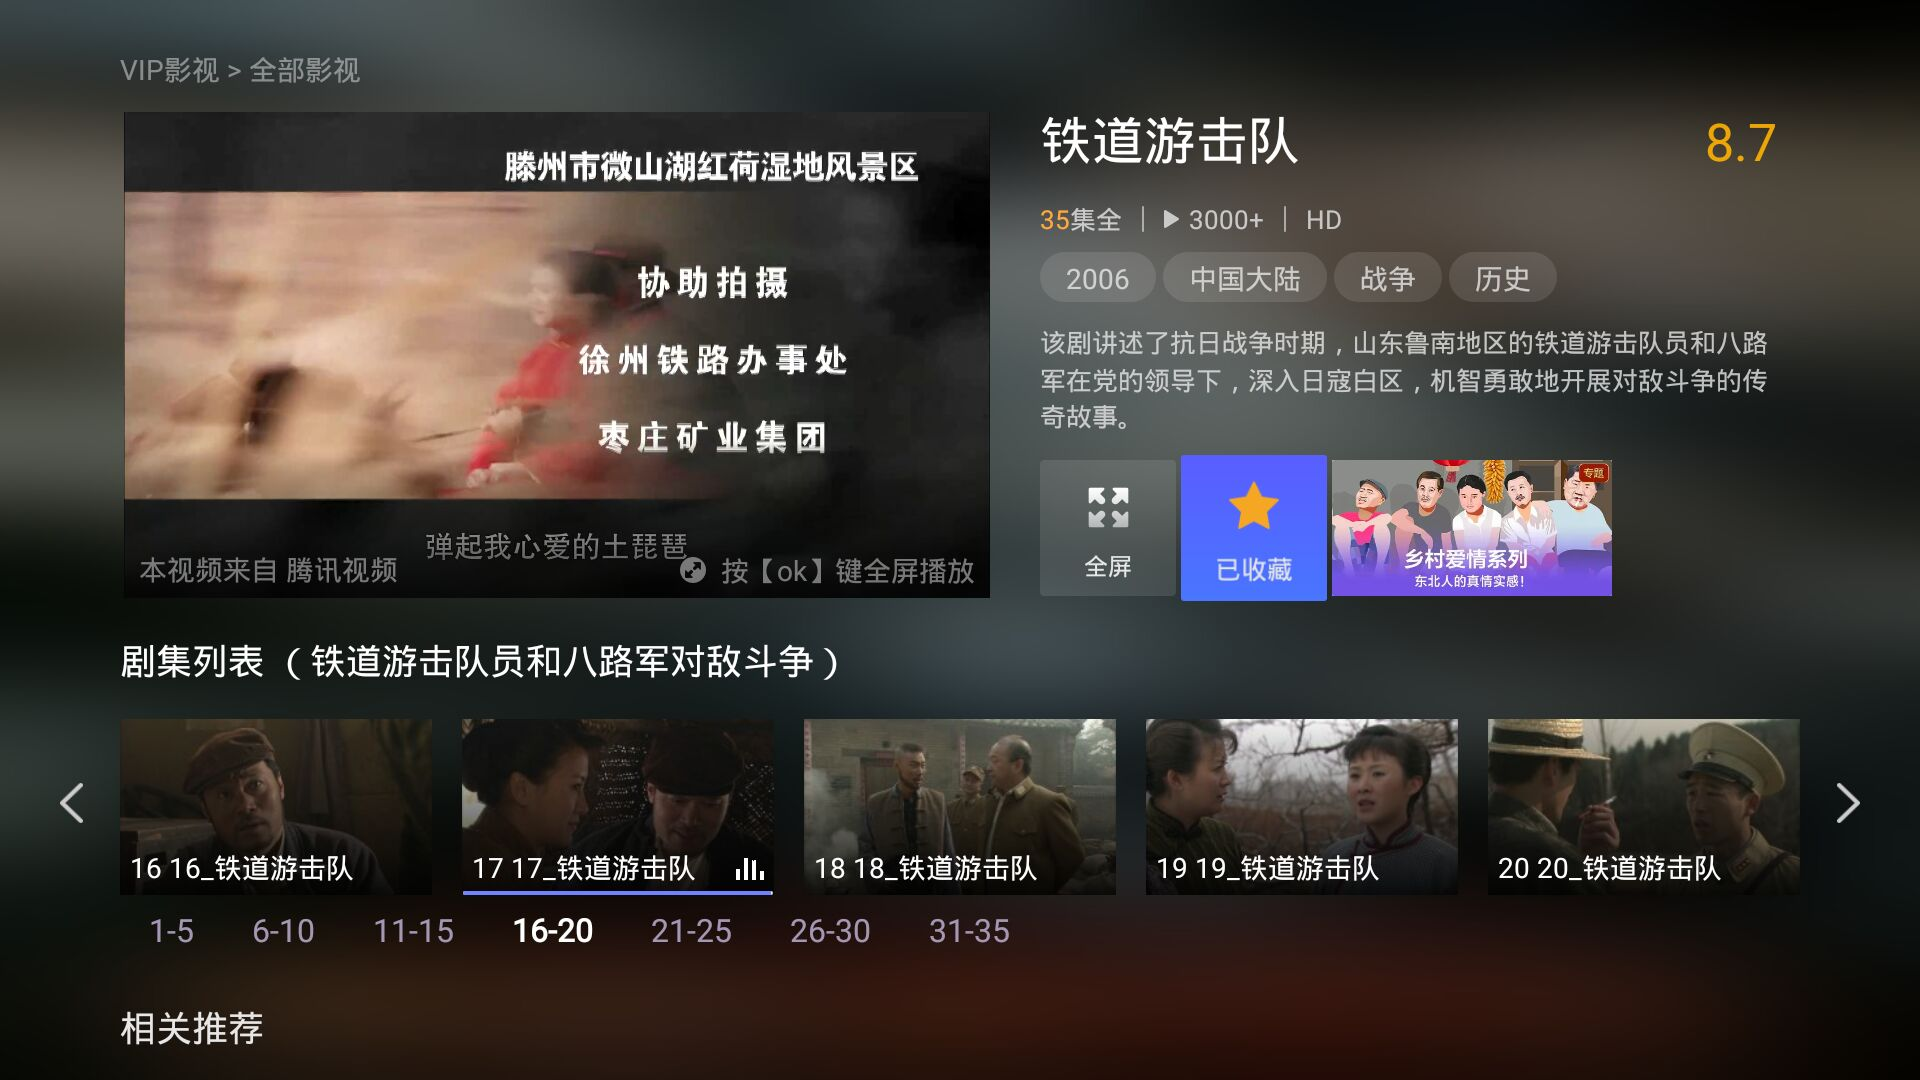 VIP影视 > 全部影视
滕州市微山湖红荷湿地风景区
协助拍摄
徐州铁路办事处
枣庄矿业集团
弹起我心爱的土琵琶
本视频来自 腾讯视频
按【ok】键全屏播放
铁道游击队
8.7
35集全 | 3000+ | HD
2006 中国大陆 战争 历史
该剧讲述了抗日战争时期，山东鲁南地区的铁道游击队员和八路
军在党的领导下，深入日寇白区，机智勇敢地开展对敌斗争的传
奇故事。
全屏
已收藏
专题
乡村爱情系列
东北人的真情实感！
剧集列表 （铁道游击队员和八路军对敌斗争）
16 16_铁道游击队
17 17_铁道游击队
18 18_铁道游击队
19 19_铁道游击队
20 20_铁道游击队
1-5 6-10 11-15 16-20 21-25 26-30 31-35
相关推荐